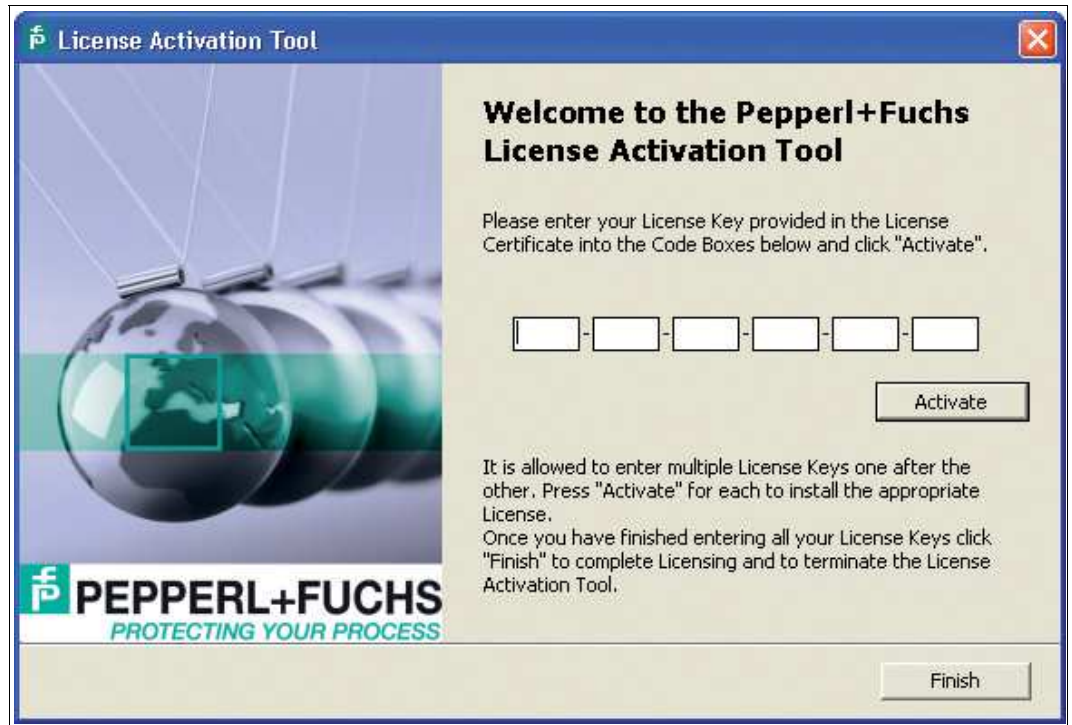 License Activation Tool
Welcome to the Pepperl+Fuchs
License Activation Tool
Please enter your License Key provided in the License
Certificate into the Code Boxes below and click "Activate".
- - - - -
Activate
It is allowed to enter multiple License Keys one after the
other. Press "Activate" for each to install the appropriate
License.
Once you have finished entering all your License Keys click
"Finish" to complete Licensing and to terminate the License
Activation Tool.
PEPPERL+FUCHS
PROTECTING YOUR PROCESS
Finish